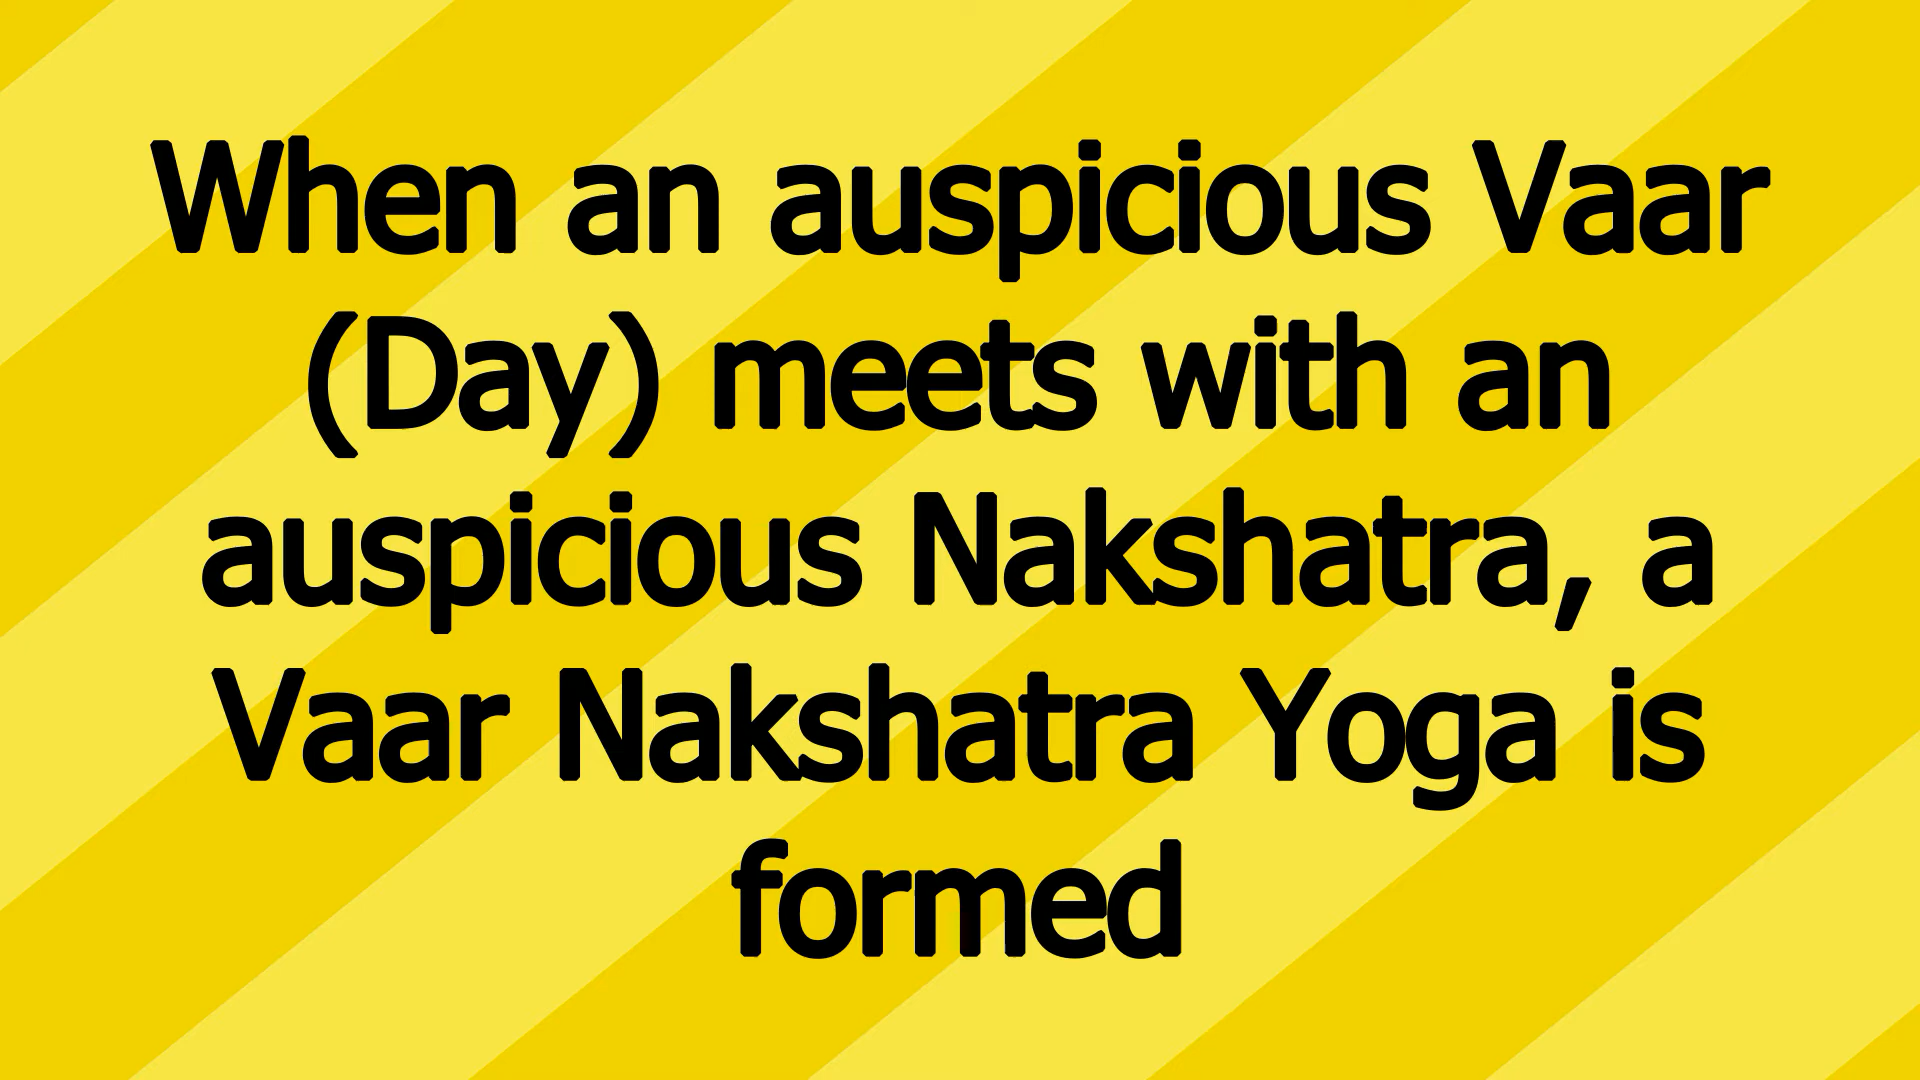 When an auspicious Vaar
(Day) meets with an
auspicious Nakshatra, a
Vaar Nakshatra Yoga is
formed